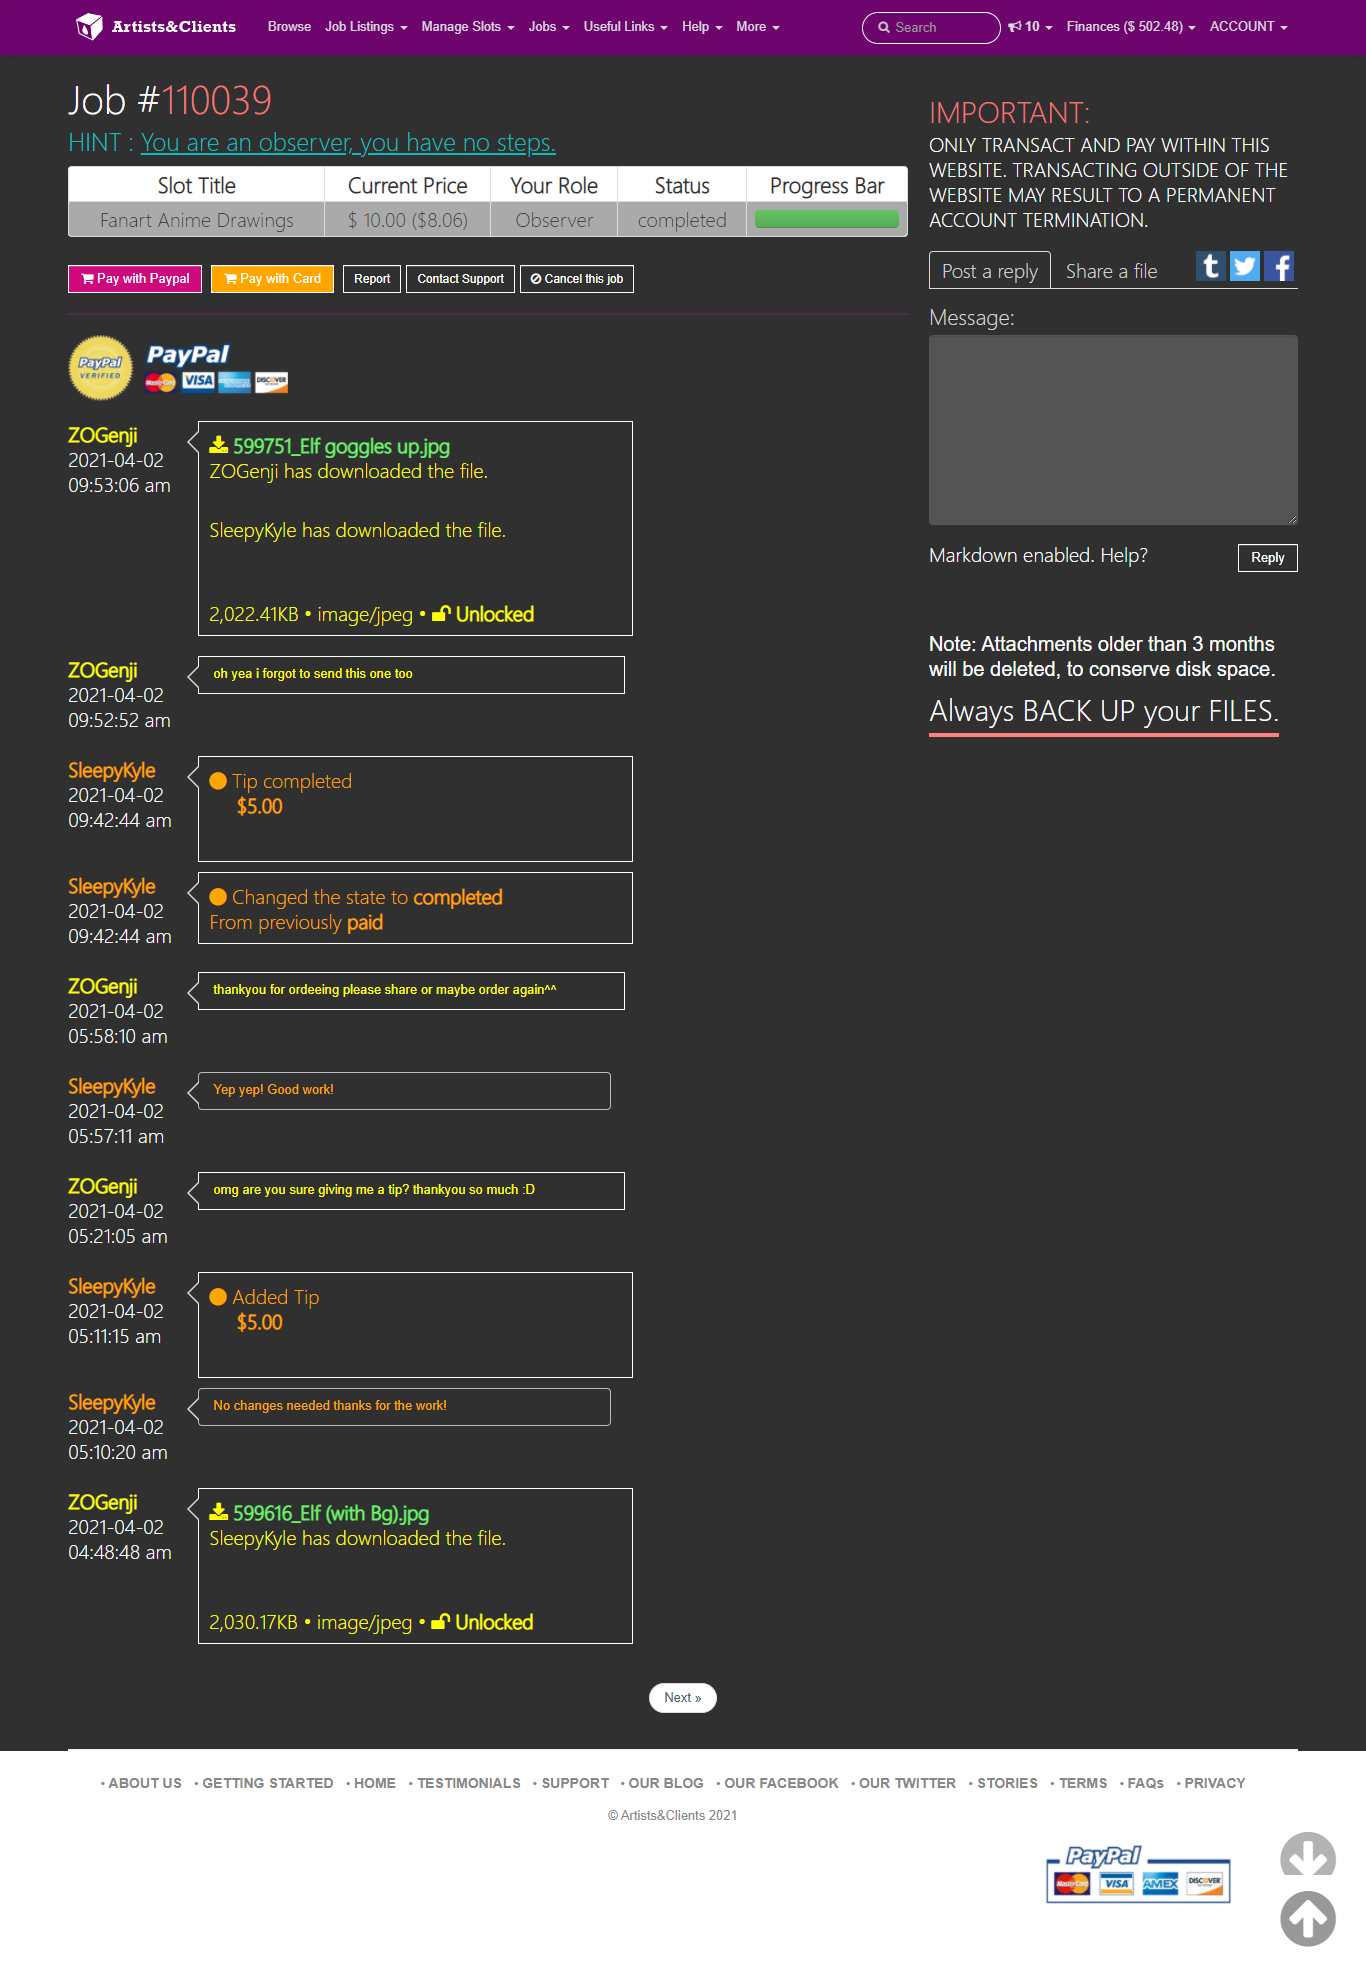 Artists&Clients Browse Job Listings Manage Slots Jobs Useful Links Help More Search 10 Finances ($ 502.48) ACCOUNT
Job #110039
HINT : You are an observer, you have no steps.
Slot Title Current Price Your Role Status Progress Bar
Fanart Anime Drawings $ 10.00 ($8.06) Observer completed
Pay with Paypal Pay with Card Report Contact Support Cancel this job
PayPal VERIFIED
PayPal
MasterCard VISA AMERICAN EXPRESS DISCOVER
ZOGenji
2021-04-02
09:53:06 am
599751_Elf goggles up.jpg
ZOGenji has downloaded the file.
SleepyKyle has downloaded the file.
2,022.41KB • image/jpeg • Unlocked
ZOGenji
2021-04-02
09:52:52 am
oh yea i forgot to send this one too
SleepyKyle
2021-04-02
09:42:44 am
Tip completed
$5.00
SleepyKyle
2021-04-02
09:42:44 am
Changed the state to completed
From previously paid
ZOGenji
2021-04-02
05:58:10 am
thankyou for ordeeing please share or maybe order again^^
SleepyKyle
2021-04-02
05:57:11 am
Yep yep! Good work!
ZOGenji
2021-04-02
05:21:05 am
omg are you sure giving me a tip? thankyou so much :D
SleepyKyle
2021-04-02
05:11:15 am
Added Tip
$5.00
SleepyKyle
2021-04-02
05:10:20 am
No changes needed thanks for the work!
ZOGenji
2021-04-02
04:48:48 am
599616_Elf (with Bg).jpg
SleepyKyle has downloaded the file.
2,030.17KB • image/jpeg • Unlocked
IMPORTANT:
ONLY TRANSACT AND PAY WITHIN THIS
WEBSITE. TRANSACTING OUTSIDE OF THE
WEBSITE MAY RESULT TO A PERMANENT
ACCOUNT TERMINATION.
Post a reply Share a file
Message:
Markdown enabled. Help? Reply
Note: Attachments older than 3 months
will be deleted, to conserve disk space.
Always BACK UP your FILES.
Next »
• ABOUT US • GETTING STARTED • HOME • TESTIMONIALS • SUPPORT • OUR BLOG • OUR FACEBOOK • OUR TWITTER • STORIES • TERMS • FAQs • PRIVACY
© Artists&Clients 2021
PayPal
MasterCard VISA AMEX DISCOVER